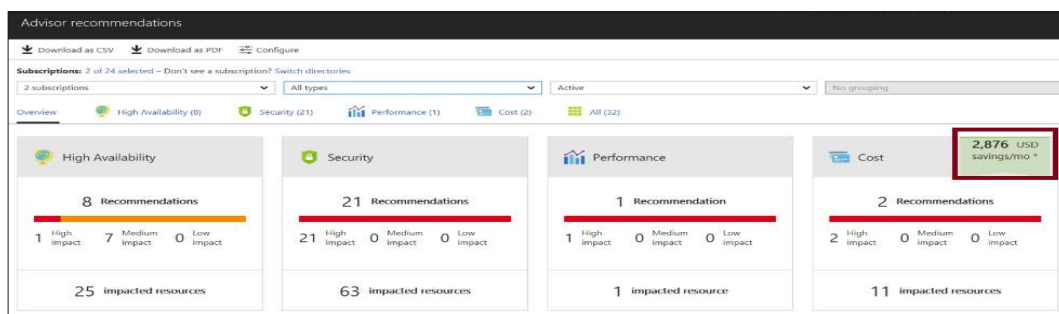 Advisor recommendations
Download as CSV Download as PDF Configure
Subscriptions: 2 of 24 selected – Don't see a subscription? Switch directories
2 subscriptions All types Active No grouping
Overview High Availability (8) Security (21) Performance (1) Cost (2) All (32)
High Availability
8 Recommendations
1 High impact 7 Medium impact 0 Low impact
25 impacted resources
Security
21 Recommendations
21 High impact 0 Medium impact 0 Low impact
63 impacted resources
Performance
1 Recommendation
1 High impact 0 Medium impact 0 Low impact
1 impacted resource
Cost
2,876 USD
savings/mo *
2 Recommendations
2 High impact 0 Medium impact 0 Low impact
11 impacted resources